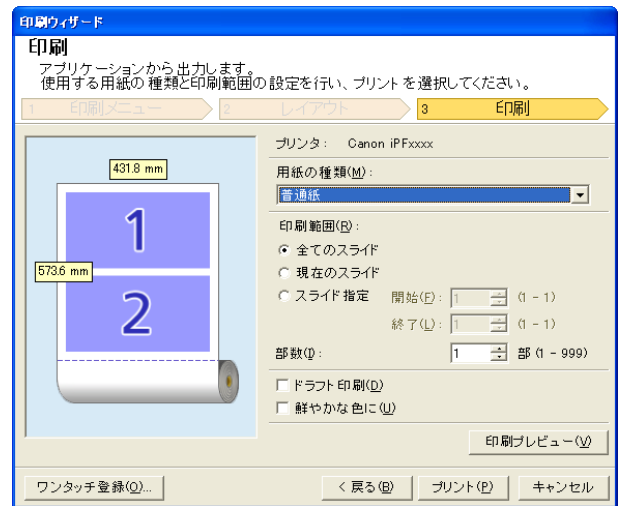 印刷ウィザード
印刷
アプリケーションから出力します。
使用する用紙の種類と印刷範囲の設定を行い、プリントを選択してください。
1 印刷メニュー 2 レイアウト 3 印刷
プリンタ： Canon iPFxxxx
431.8 mm
用紙の種類(M)：
普通紙
1
印刷範囲(R)：
全てのスライド
573.6 mm
現在のスライド
2
スライド指定 開始(F)： 1 (1 - 1)
終了(L)： 1 (1 - 1)
部数(I)： 1 部 (1 - 999)
ドラフト印刷(D)
鮮やかな色に(U)
印刷プレビュー(V)
ワンタッチ登録(O)... < 戻る(B) プリント(P) キャンセル